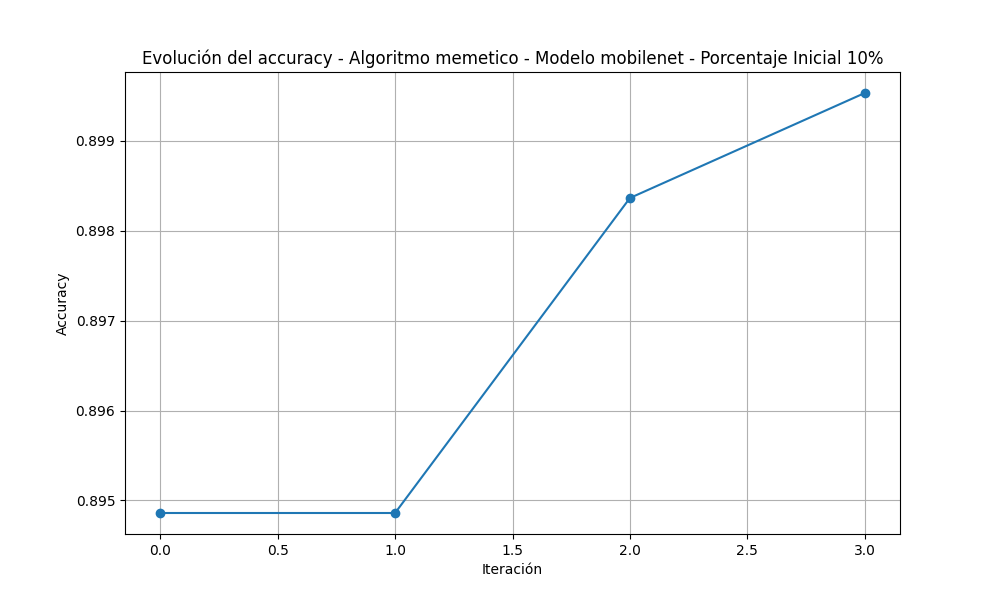 Evolución del accuracy - Algoritmo memetico - Modelo mobilenet - Porcentaje Inicial 10%
0.899
0.898
0.897
0.896
0.895
Accuracy
0.0 0.5 1.0 1.5 2.0 2.5 3.0
Iteración